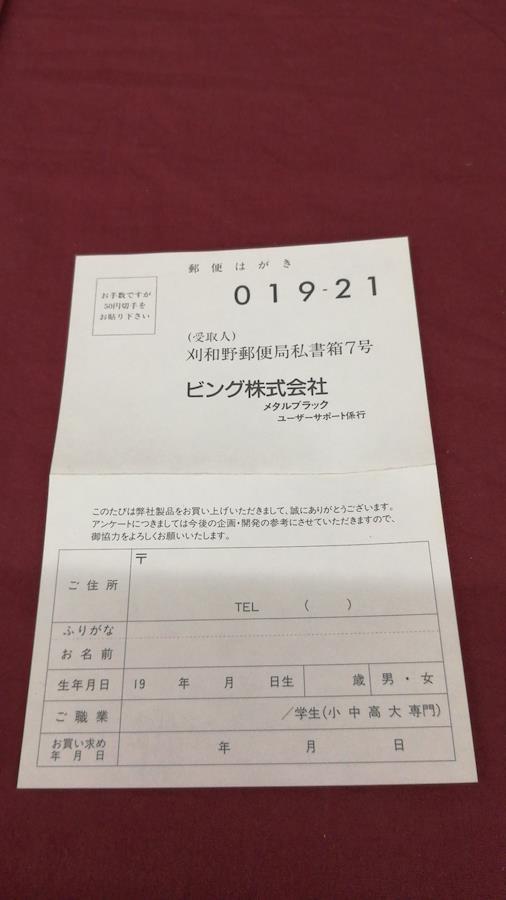 郵便はがき
お手数ですが
50円切手を
お貼り下さい
019-21
(受取人)
刈和野郵便局私書箱7号
ビング株式会社
メタルブラック
ユーザーサポート係行
このたびは弊社製品をお買い上げいただきまして、誠にありがとうございます。
アンケートにつきましては今後の企画・開発の参考にさせていただきますので、
御協力をよろしくお願いいたします。
ご住所
〒
TEL ( )
ふりがな
お名前
生年月日 19 年 月 日生 歳 男・女
ご職業 /学生(小 中 高 大 専門)
お買い求め
年 月 日 年 月 日